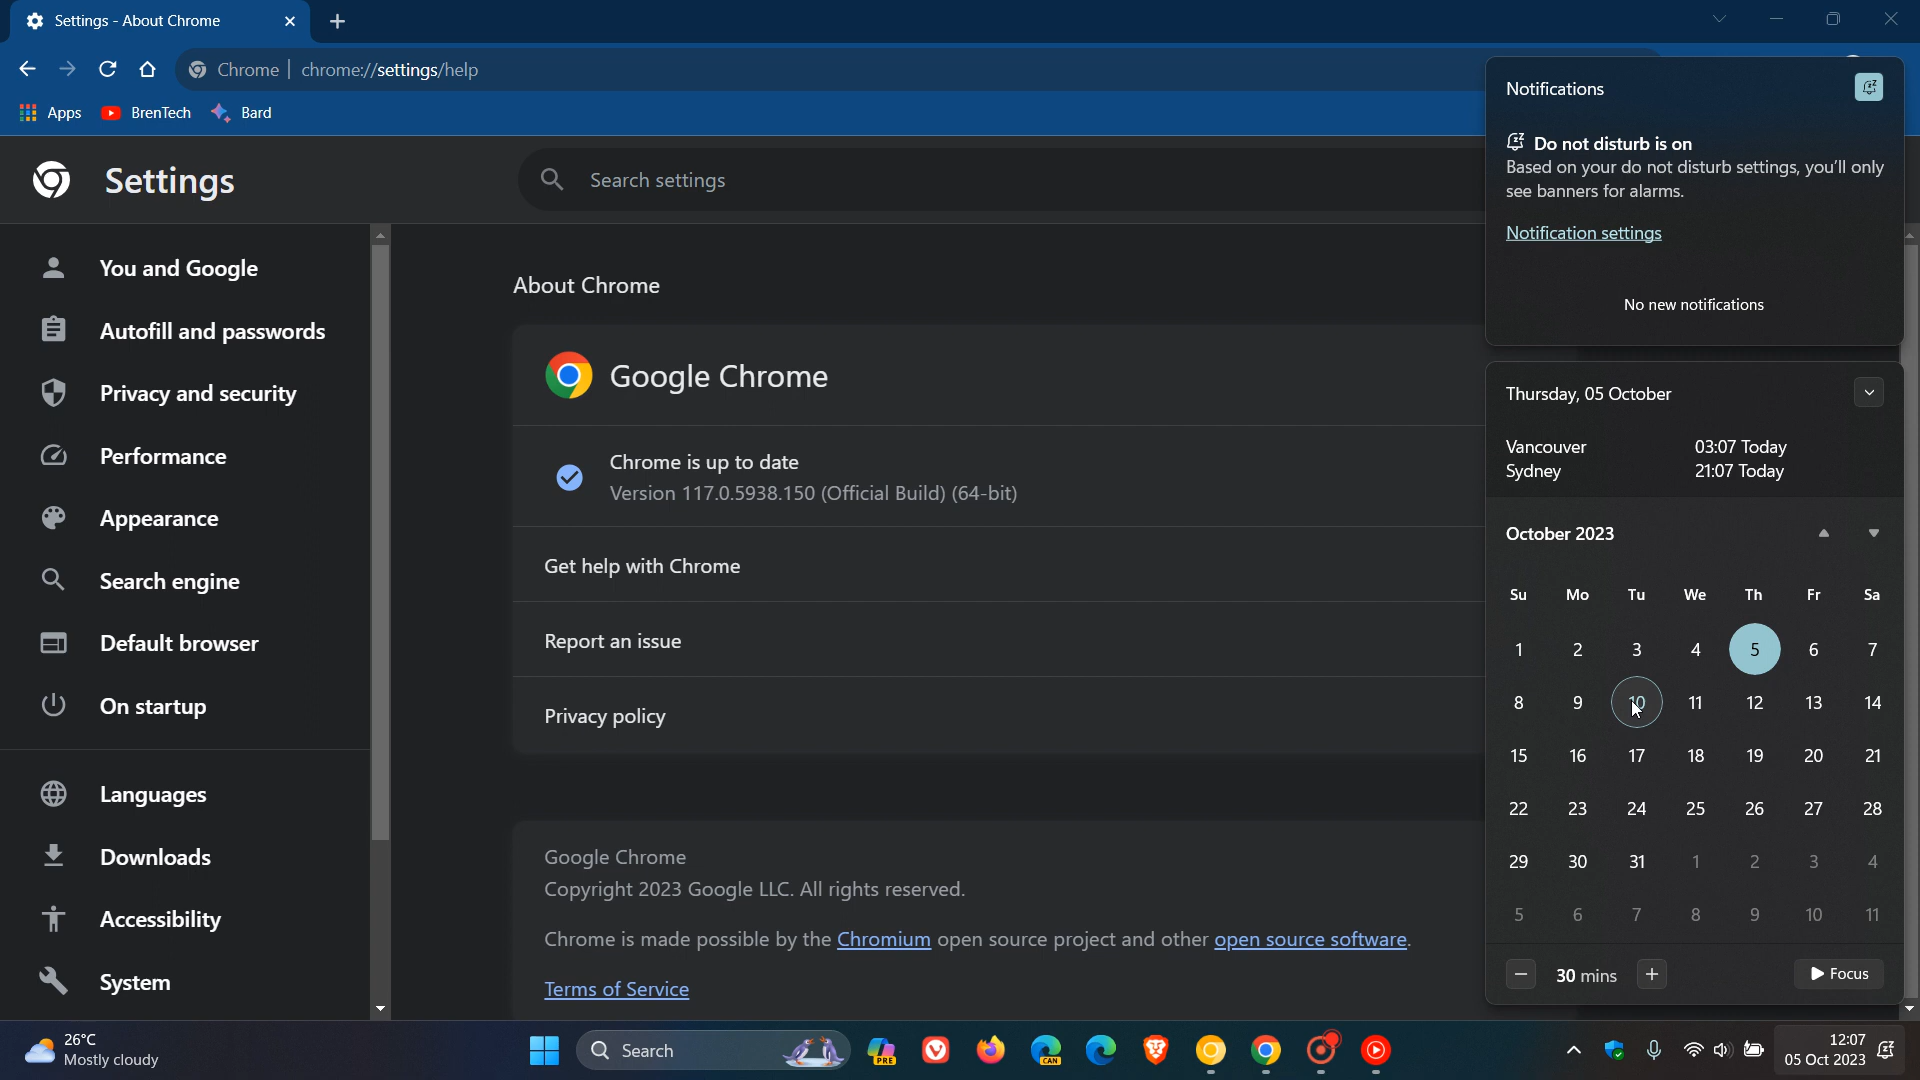 Settings - About Chrome
Chrome | chrome://settings/help
Apps
BrenTech
Bard
Settings
Search settings
You and Google
Autofill and passwords
Privacy and security
Performance
Appearance
Search engine
Default browser
On startup
Languages
Downloads
Accessibility
System
About Chrome
Google Chrome
Chrome is up to date
Version 117.0.5938.150 (Official Build) (64-bit)
Get help with Chrome
Report an issue
Privacy policy
Google Chrome
Copyright 2023 Google LLC. All rights reserved.
Chrome is made possible by the Chromium open source project and other open source software.
Terms of Service
Notifications
Do not disturb is on
Based on your do not disturb settings, you'll only
see banners for alarms.
Notification settings
No new notifications
Thursday, 05 October
Vancouver 03:07 Today
Sydney 21:07 Today
October 2023
Su Mo Tu We Th Fr Sa
1 2 3 4 5 6 7
8 9 10 11 12 13 14
15 16 17 18 19 20 21
22 23 24 25 26 27 28
29 30 31 1 2 3 4
5 6 7 8 9 10 11
30 mins
Focus
26°C
Mostly cloudy
Search
PRE
CAN
12:07
05 Oct 2023